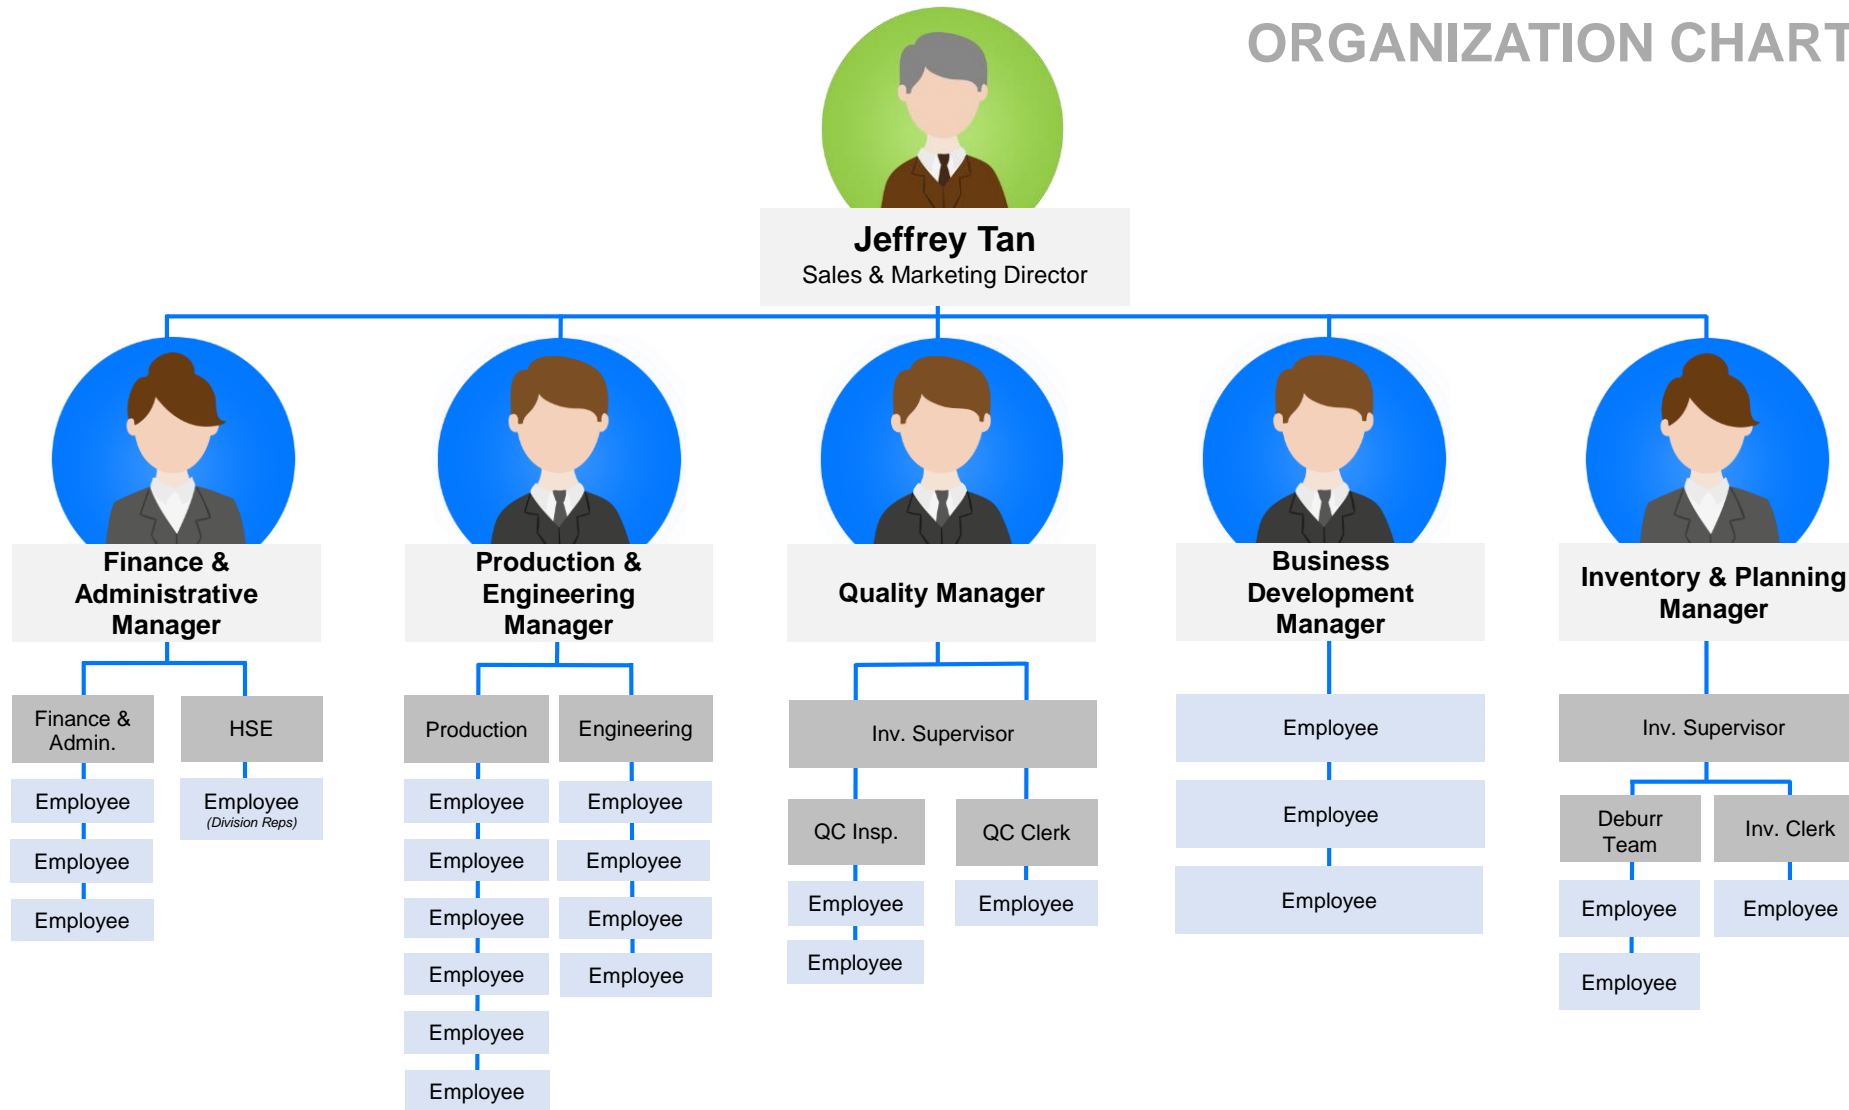 ORGANIZATION CHART
Jeffrey Tan
Sales & Marketing Director
Finance &
Administrative
Manager
Production &
Engineering
Manager
Quality Manager
Business
Development
Manager
Inventory & Planning
Manager
Finance &
Admin.
HSE
Employee
Employee
(Division Reps)
Employee
Employee
Production
Engineering
Employee
Employee
Employee
Employee
Employee
Employee
Employee
Employee
Employee
Employee
Inv. Supervisor
QC Insp.
QC Clerk
Employee
Employee
Employee
Employee
Employee
Employee
Inv. Supervisor
Deburr
Team
Inv. Clerk
Employee
Employee
Employee